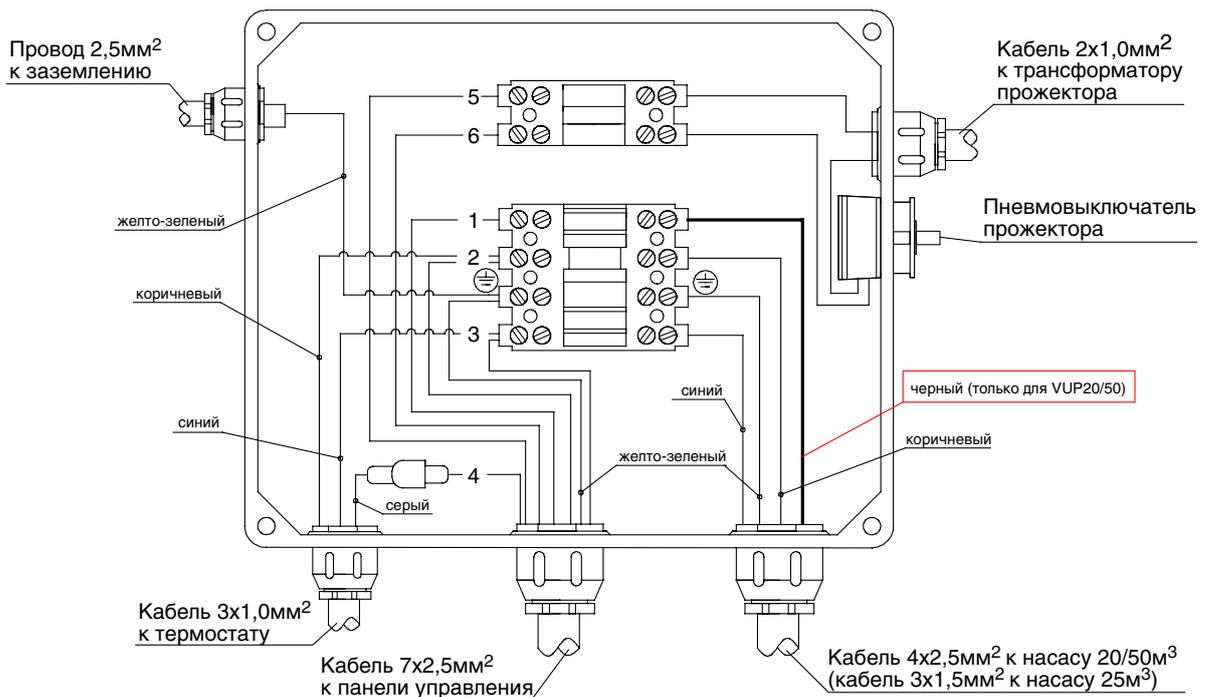 Провод 2,5мм²
к заземлению
Кабель 2х1,0мм²
к трансформатору
прожектора
5
6
желто-зеленый
1
Пневмовыключатель
прожектора
2
коричневый
3
синий
черный (только для VUP20/50)
синий
коричневый
желто-зеленый
4
серый
Кабель 3х1,0мм²
к термостату
Кабель 7х2,5мм²
к панели управления
Кабель 4х2,5мм² к насасу 20/50м³
(кабель 3х1,5мм² к насасу 25м³)